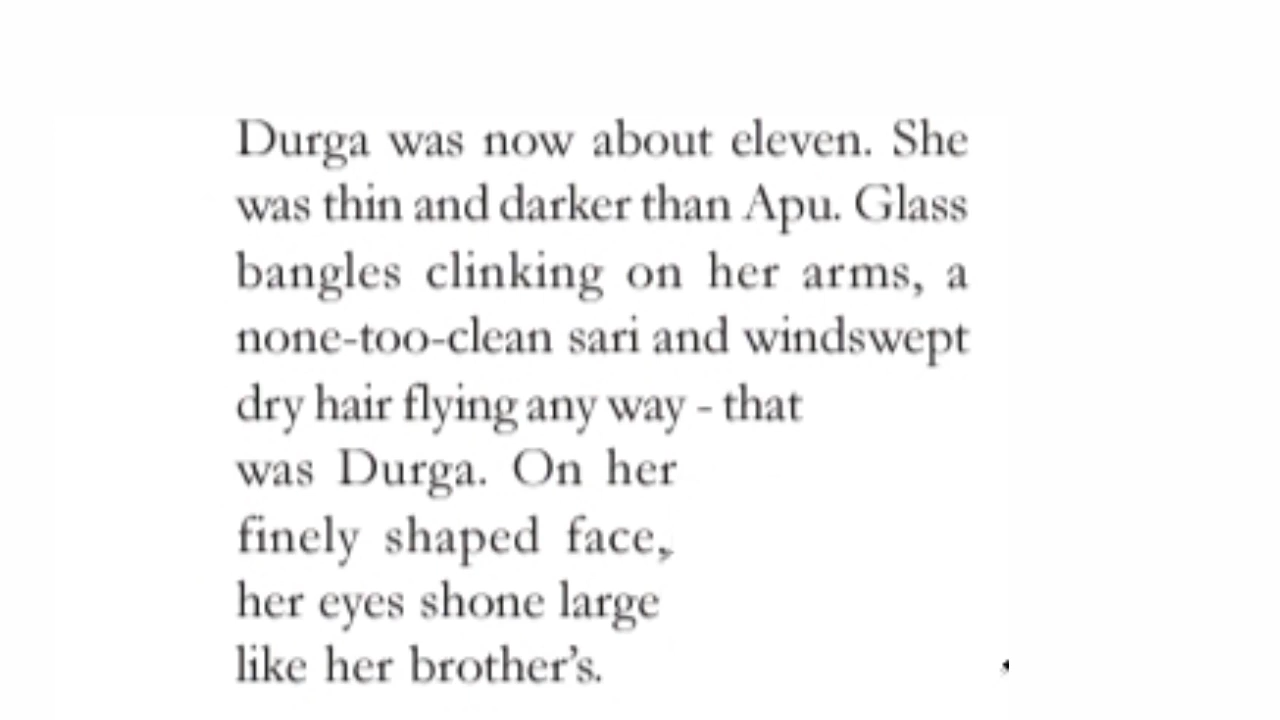 Durga was now about eleven. She
was thin and darker than Apu. Glass
bangles clinking on her arms, a
none-too-clean sari and windswept
dry hair flying any way - that
was Durga. On her
finely shaped face,
her eyes shone large
like her brother's.